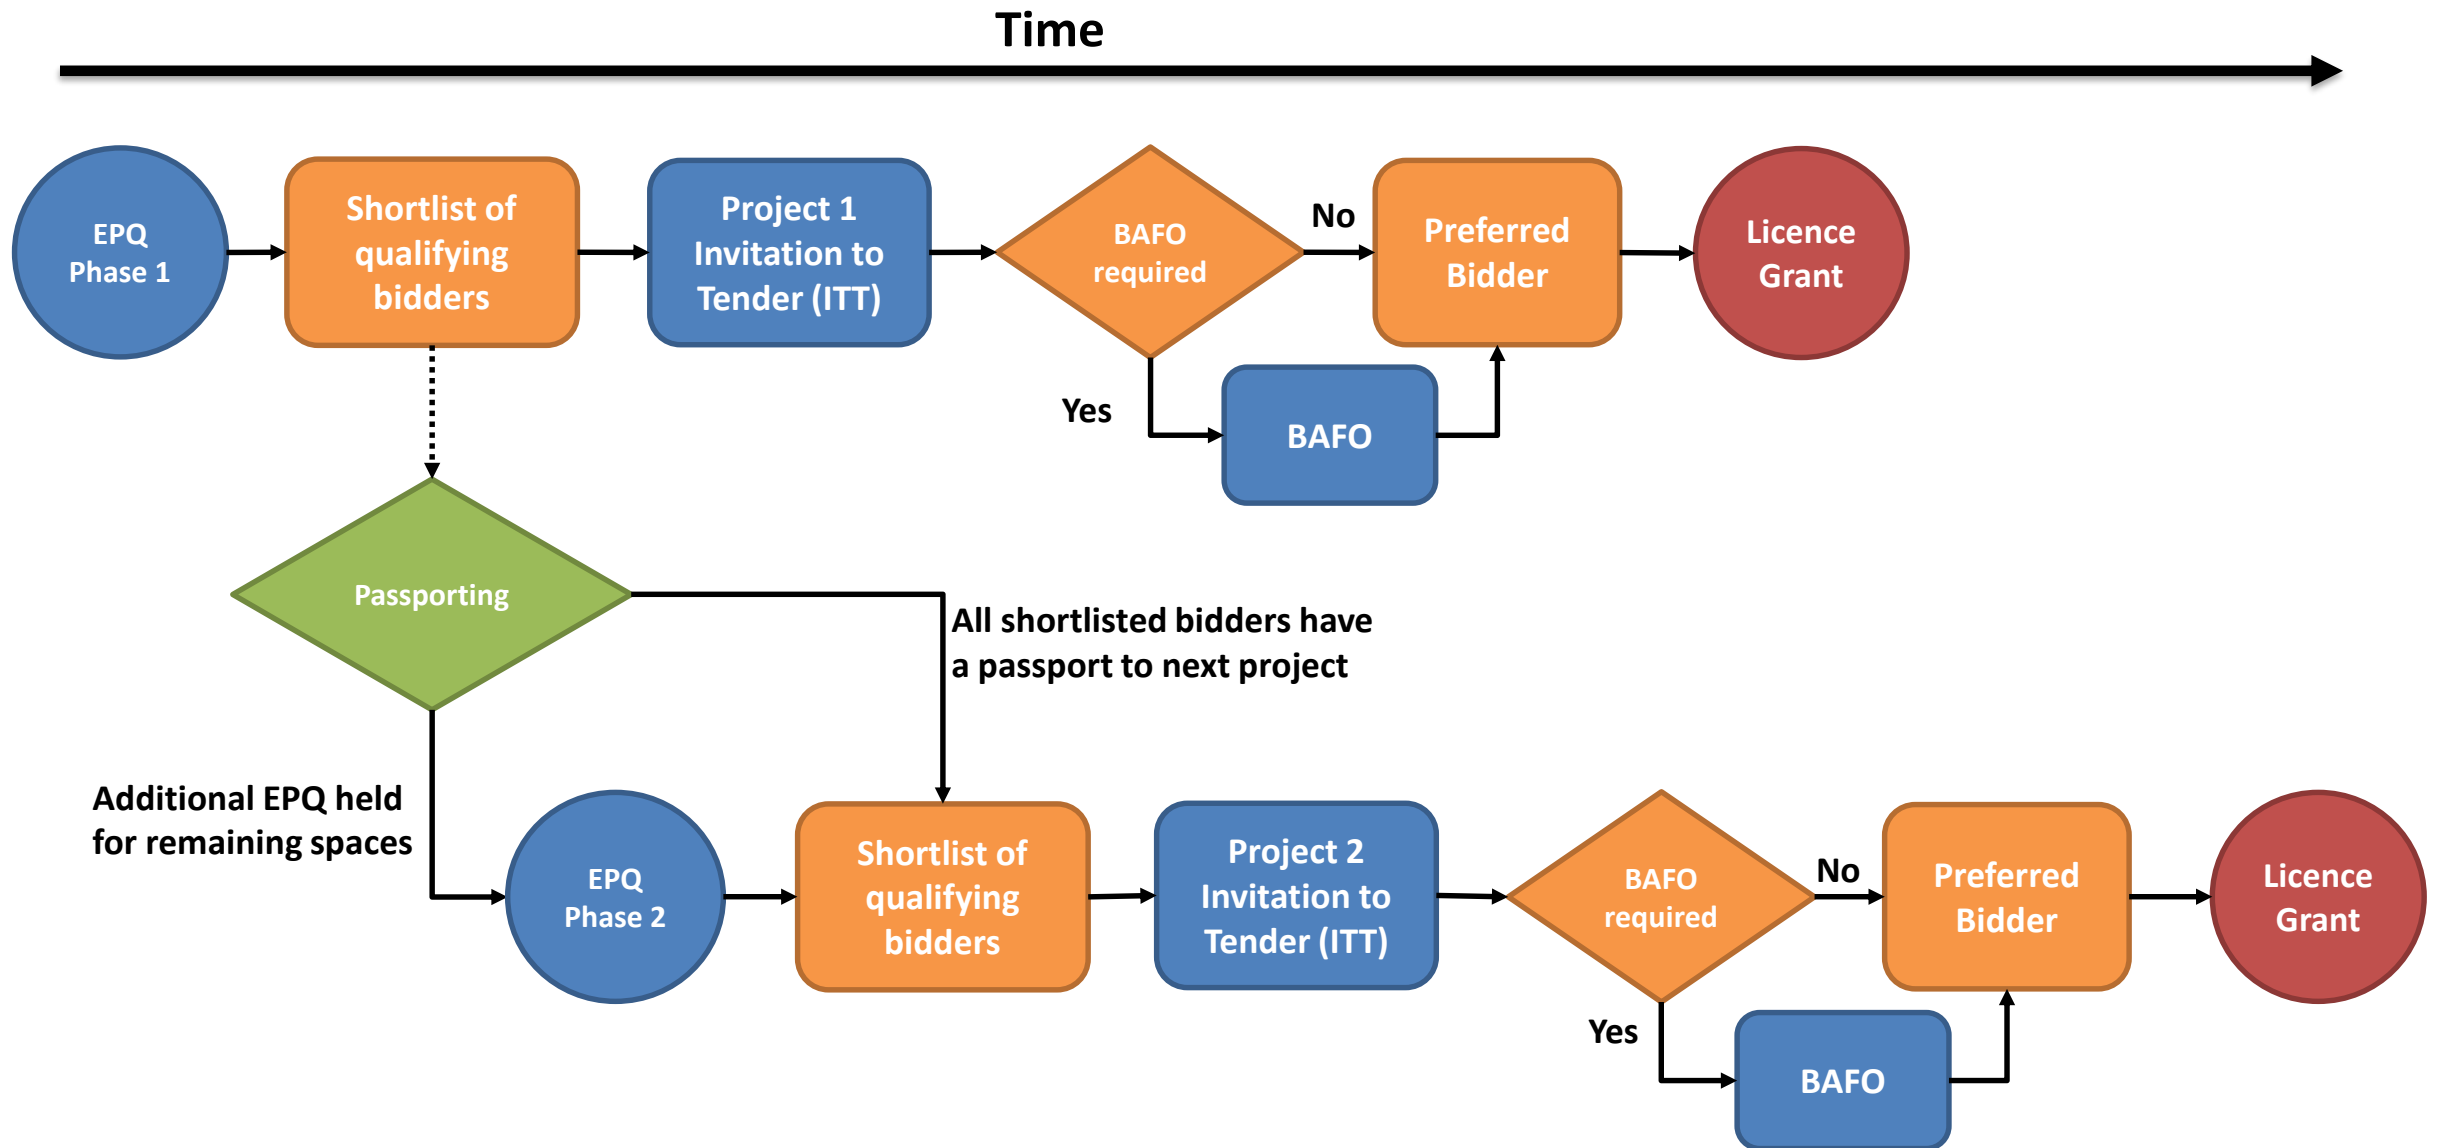 Time
EPQ
Phase 1
Shortlist of
qualifying
bidders
Project 1
Invitation to
Tender (ITT)
BAFO
required
No
Preferred
Bidder
Licence
Grant
Yes
BAFO
Passporting
All shortlisted bidders have
a passport to next project
Additional EPQ held
for remaining spaces
EPQ
Phase 2
Shortlist of
qualifying
bidders
Project 2
Invitation to
Tender (ITT)
BAFO
required
No
Preferred
Bidder
Licence
Grant
Yes
BAFO